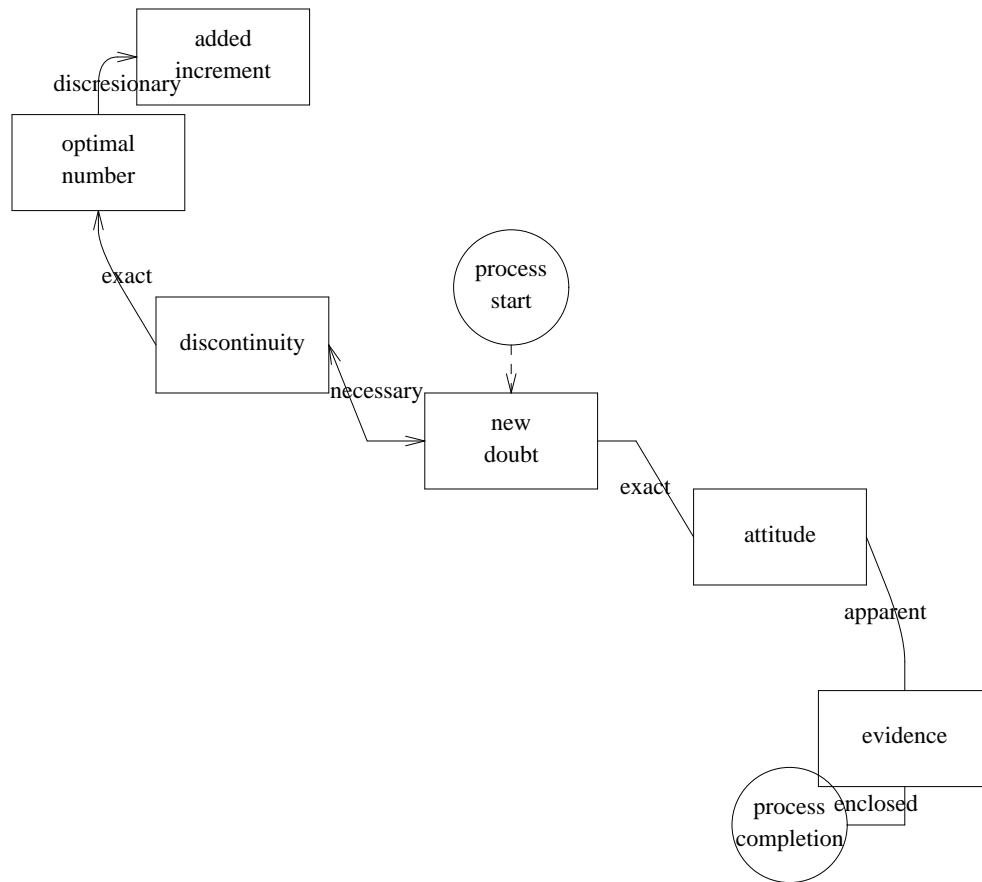 added
increment
discresionary
optimal
number
process
start
exact
discontinuity
necessary
new
doubt
exact
attitude
apparent
evidence
enclosed
process
completion